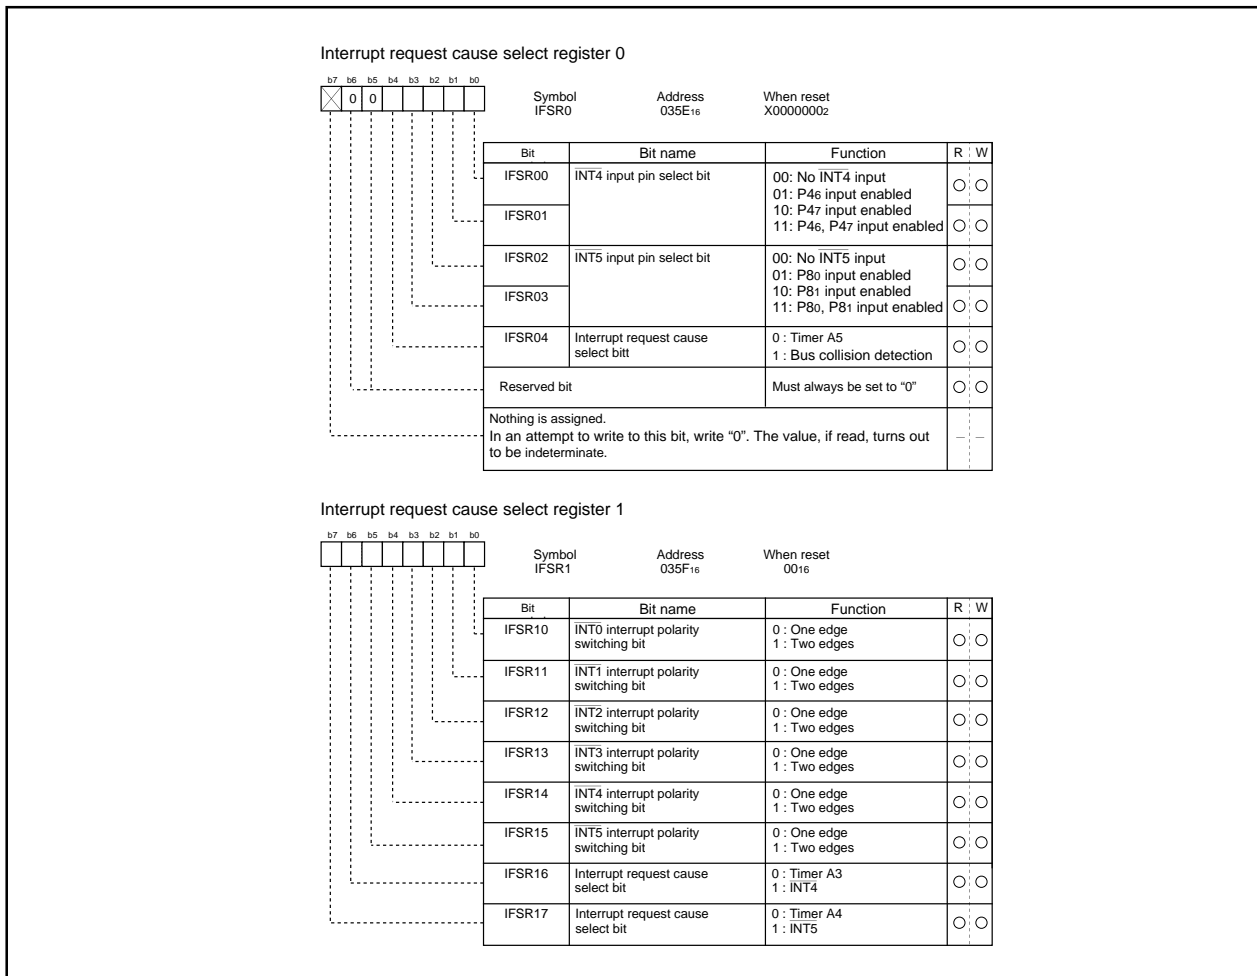 Interrupt request cause select register 0
b7 b6 b5 b4 b3 b2 b1 b0
0 0
Symbol Address When reset
IFSR0 035E16 X00000002
Bit Bit name Function R W
IFSR00 INT4 input pin select bit 00: No INT4 input
01: P46 input enabled
IFSR01 10: P47 input enabled
11: P46, P47 input enabled
IFSR02 INT5 input pin select bit 00: No INT5 input
01: P80 input enabled
IFSR03 10: P81 input enabled
11: P80, P81 input enabled
IFSR04 Interrupt request cause 0 : Timer A5
select bitt 1 : Bus collision detection
Reserved bit Must always be set to “0”
Nothing is assigned.
In an attempt to write to this bit, write “0”. The value, if read, turns out – –
to be indeterminate.
Interrupt request cause select register 1
b7 b6 b5 b4 b3 b2 b1 b0
Symbol Address When reset
IFSR1 035F16 0016
Bit Bit name Function R W
IFSR10 INT0 interrupt polarity 0 : One edge
switching bit 1 : Two edges
IFSR11 INT1 interrupt polarity 0 : One edge
switching bit 1 : Two edges
IFSR12 INT2 interrupt polarity 0 : One edge
switching bit 1 : Two edges
IFSR13 INT3 interrupt polarity 0 : One edge
switching bit 1 : Two edges
IFSR14 INT4 interrupt polarity 0 : One edge
switching bit 1 : Two edges
IFSR15 INT5 interrupt polarity 0 : One edge
switching bit 1 : Two edges
IFSR16 Interrupt request cause 0 : Timer A3
select bit 1 : INT4
IFSR17 Interrupt request cause 0 : Timer A4
select bit 1 : INT5